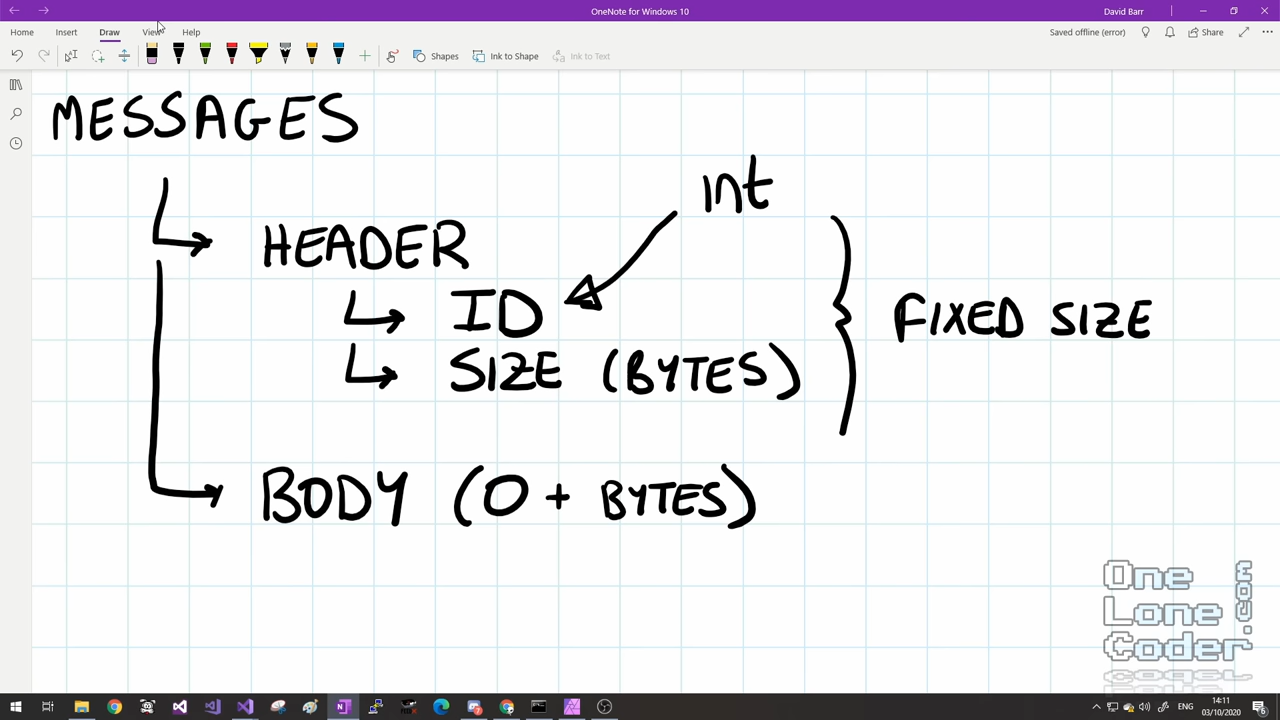 OneNote for Windows 10
David Barr
Home Insert Draw View Help
Saved offline (error)
Share
Shapes
Ink to Shape
Ink to Text
MESSAGES
int
HEADER
ID
FIXED SIZE
SIZE (BYTES)
BODY (0 + BYTES)
One
Lone
Coder
.com
ENG
14:11
03/10/2020
6